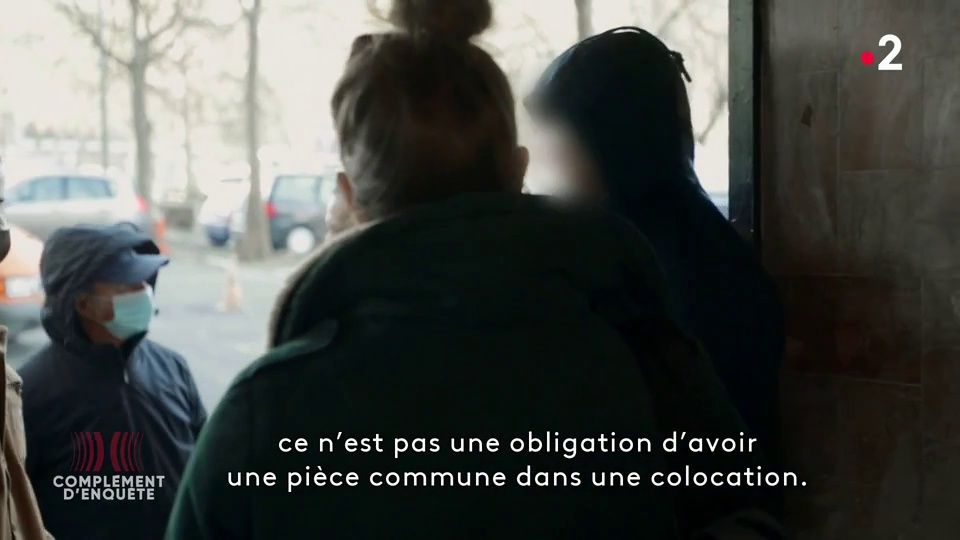 2
ce n'est pas une obligation d'avoir
une pièce commune dans une colocation.
COMPLÉMENT
D'ENQUÊTE